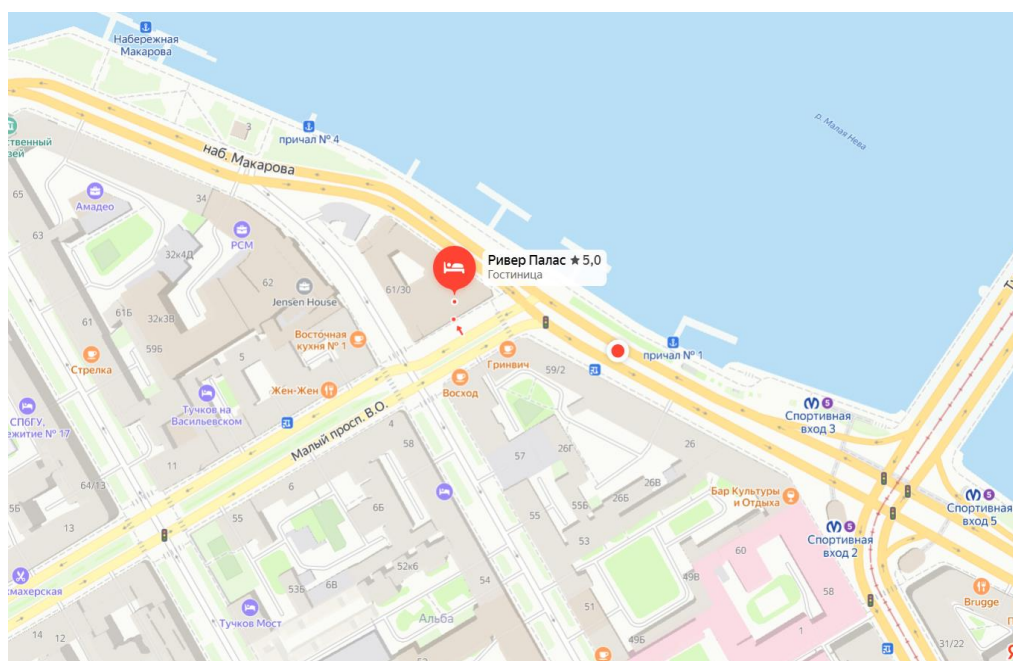 Набережная
Макарова
причал № 4
3
наб. Макарова
р. Малая Нева
65
Амадео
34
РСМ
63
32к4Д
62
Ривер Палас ★ 5,0
Гостиница
61/30
Jensen House
61Б
61
32к3В
Восточная
кухня № 1
59Б
5
Стрелка
Гринвич
59/2
причал № 1
Жен-Жен
Восход
Тучков на
Васильевском
Спортивная
вход 3
СПбГУ,
4
Малый просп. В.О.
58
57
26Г
26
11
64/13
6
26В
Бар Культуры
и Отдыха
26Б
Спортивная
вход 5
13
55
6Б
55
55Б
Спортивная
вход 2
53
60
52к6
53Б
6В
54
49В
58
Brugge
Тучков Мост
Альба
51
14
12
49Б
1
31/22